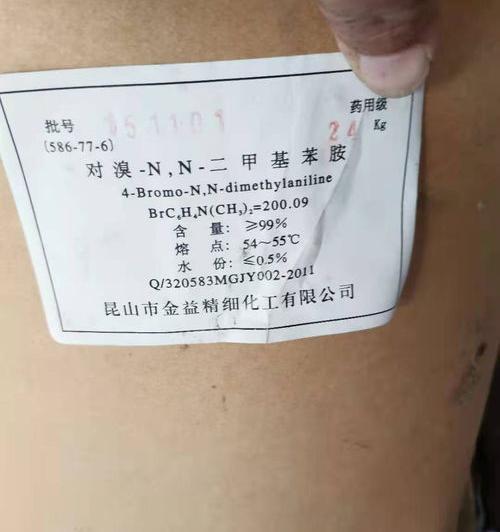 批号 151101 药用级
(586-77-6) 24 Kg
对溴-N,N-二甲基苯胺
4-Bromo-N,N-dimethylaniline
BrC₆H₄N(CH₃)₂=200.09
含 量: ≥99%
熔 点: 54~55℃
水 份: ≤0.5%
Q/320583MGJY002-2011
昆山市金益精细化工有限公司